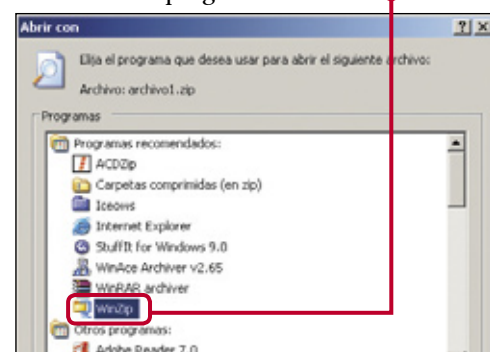 Abrir con
Elija el programa que desea usar para abrir el siguiente archivo:
Archivo: archivo1.zip
Programas
Programas recomendados:
ACDZip
Carpetas comprimidas (en zip)
Iceows
Internet Explorer
StuffIt for Windows 9.0
WinAce Archiver v2.65
WinRAR archiver
WinZip
Otros programas:
Adobe Reader 7.0